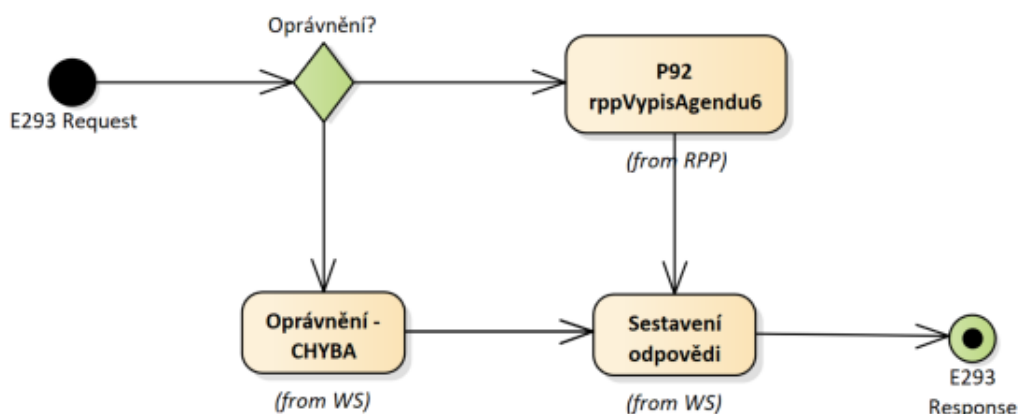 Oprávnění?
E293 Request
P92
rppVypisAgendu6
(from RPP)
Oprávnění -
CHYBA
(from WS)
Sestavení
odpovědi
(from WS)
E293
Response